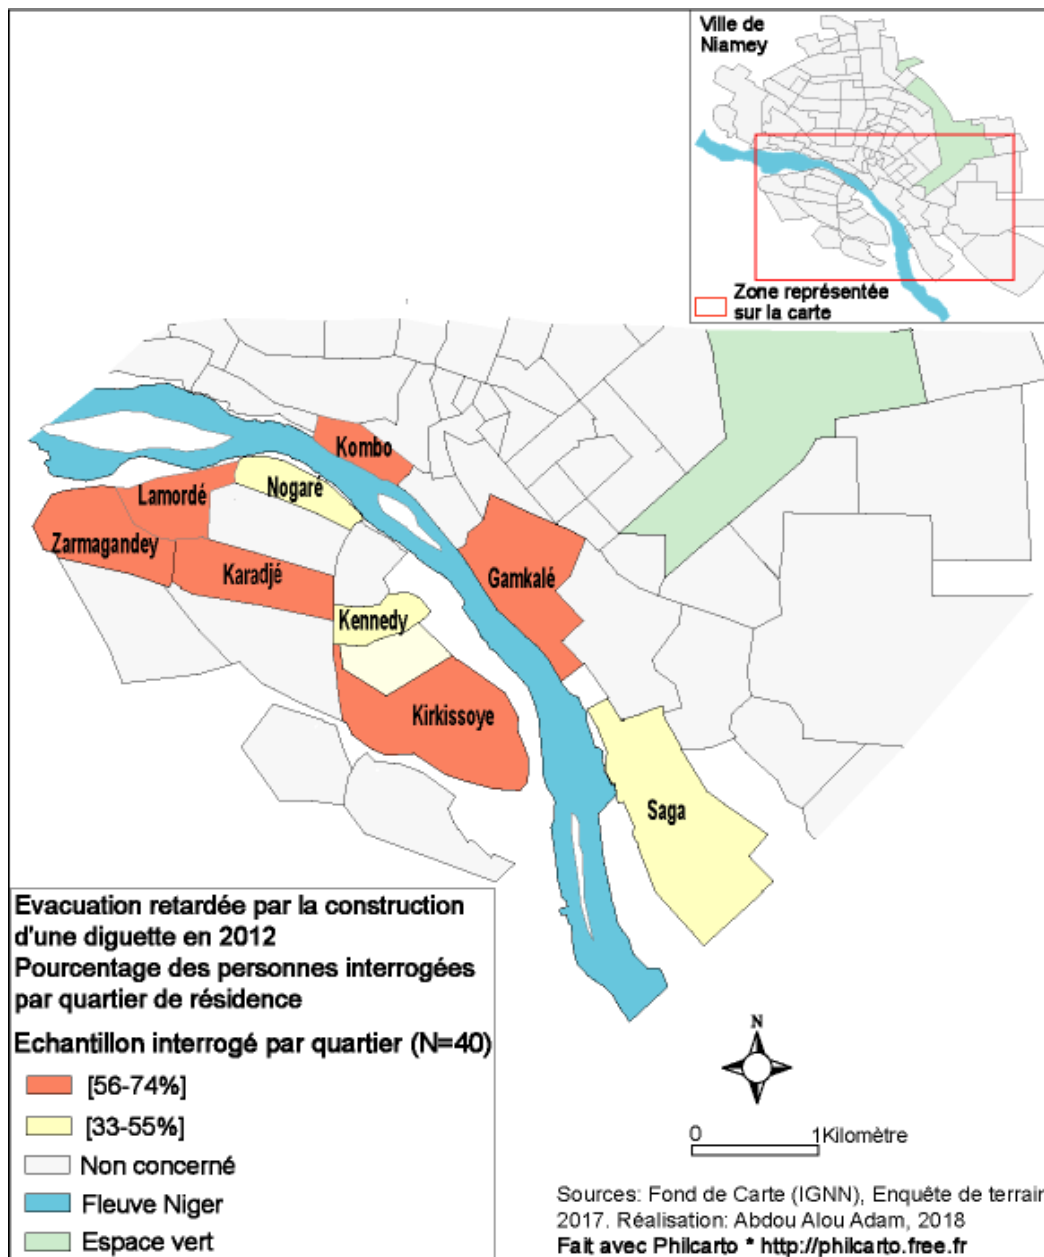 Ville de
Niamey
Zone représentée
sur la carte
Kombo
Nogaré
Lamordé
Zarmagandey
Karadjé
Gamkalé
Kennedy
Kirkissoye
Saga
Evacuation retardée par la construction
d'une diguette en 2012
Pourcentage des personnes interrogées
par quartier de résidence
Echantillon interrogé par quartier (N=40)
[56-74%]
[33-55%]
Non concerné
Fleuve Niger
Espace vert
N
0 1Kilomètre
Sources: Fond de Carte (IGNN), Enquête de terrain
2017. Réalisation: Abdou Alou Adam, 2018
Fait avec Philcarto * http://philcarto.free.fr